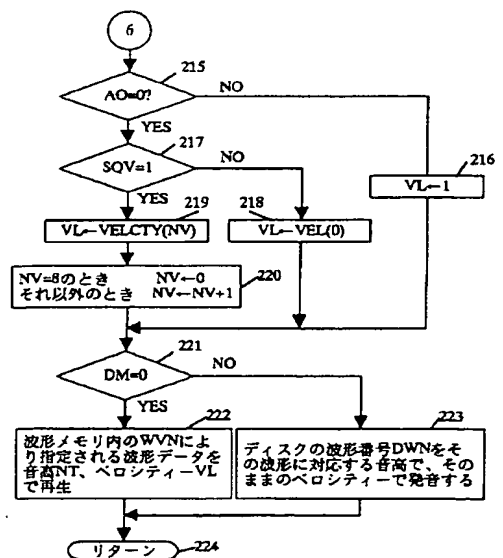 6
215
AO=0?
NO
YES
217
216
SQV=1
NO
VL←1
YES
219
218
VL←VELCTY(NV)
VL←VEL(0)
NV=8のとき NV←0
それ以外のとき NV←NV+1
220
221
DM=0
NO
YES
222
223
波形メモリ内のWVNによ
り指定される波形データを
音高NT、ベロシティーVL
で再生
ディスクの波形番号DWNをそ
の波形に対応する音高で、その
ままのベロシティーで発音する
リターン
224